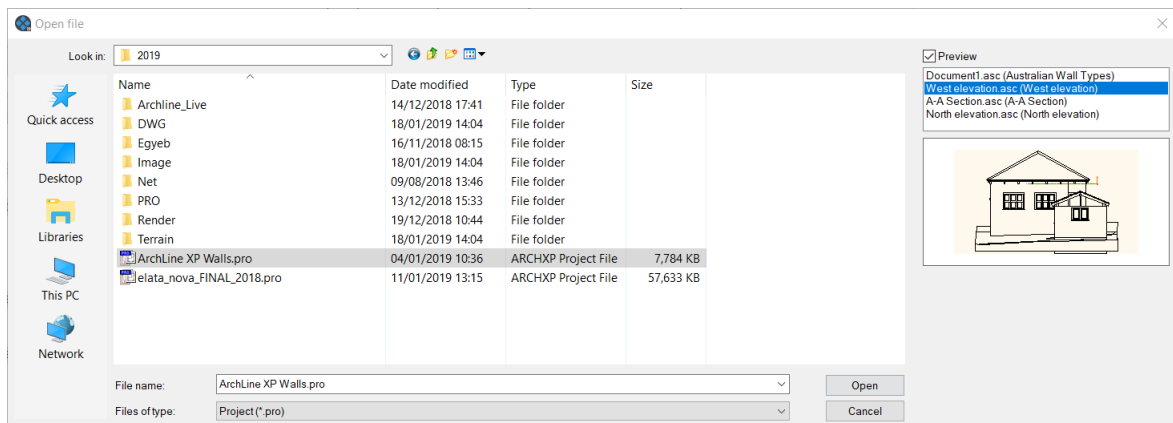 Open file
Look in: 2019
Preview
Document1.asc (Australian Wall Types)
West elevation.asc (West elevation)
A-A Section.asc (A-A Section)
North elevation.asc (North elevation)
Quick access
Desktop
Libraries
This PC
Network
Name Date modified Type Size
Archline_Live 14/12/2018 17:41 File folder
DWG 18/01/2019 14:04 File folder
Egyeb 16/11/2018 08:15 File folder
Image 18/01/2019 14:04 File folder
Net 09/08/2018 13:46 File folder
PRO 13/12/2018 15:33 File folder
Render 19/12/2018 10:44 File folder
Terrain 18/01/2019 14:04 File folder
ArchLine XP Walls.pro 04/01/2019 10:36 ARCHXP Project File 7,784 KB
elata_nova_FINAL_2018.pro 11/01/2019 13:15 ARCHXP Project File 57,633 KB
File name: ArchLine XP Walls.pro Open
Files of type: Project (*.pro) Cancel